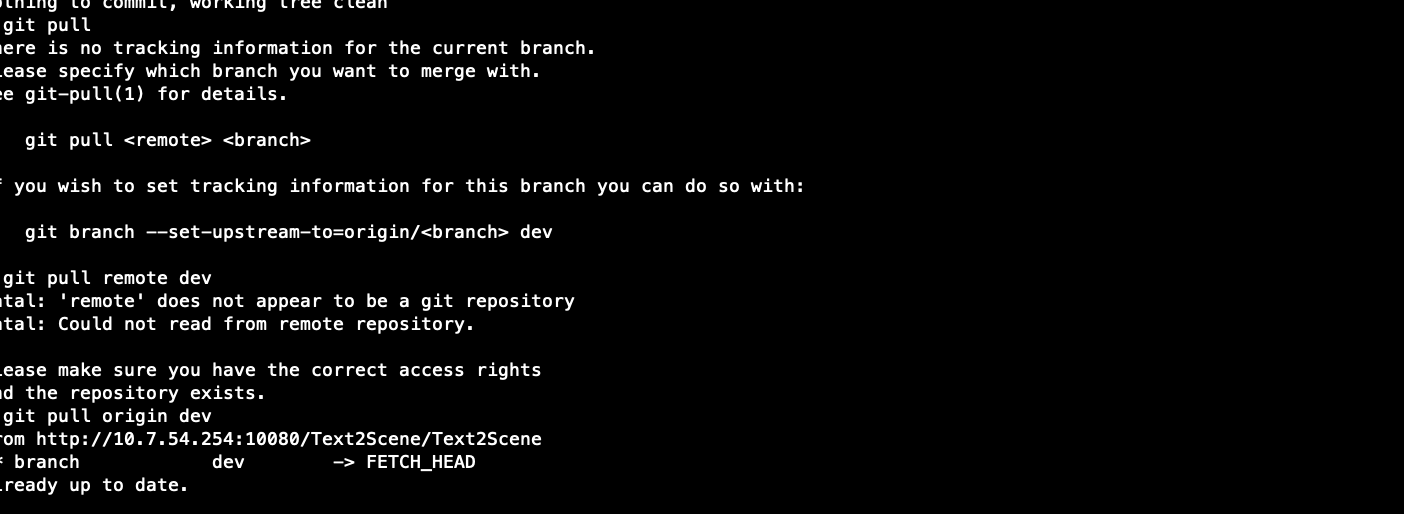 othing to commit, working tree clean
git pull
here is no tracking information for the current branch.
lease specify which branch you want to merge with.
ee git-pull(1) for details.
git pull <remote> <branch>
f you wish to set tracking information for this branch you can do so with:
git branch --set-upstream-to=origin/<branch> dev
git pull remote dev
atal: 'remote' does not appear to be a git repository
atal: Could not read from remote repository.
lease make sure you have the correct access rights
nd the repository exists.
git pull origin dev
rom http://10.7.54.254:10080/Text2Scene/Text2Scene
* branch dev -> FETCH_HEAD
lready up to date.